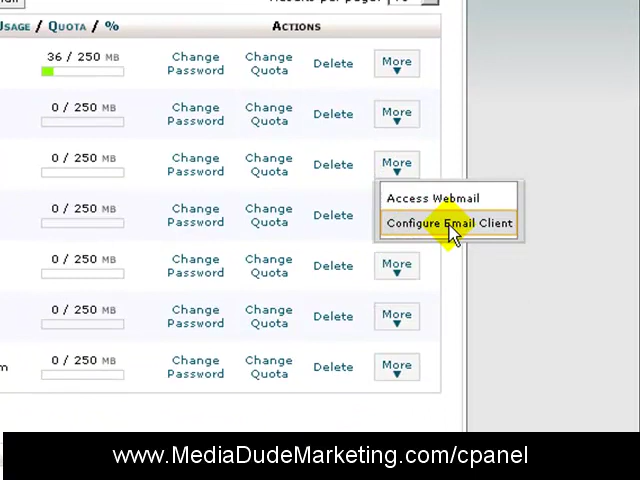 Usage / Quota / %
Actions
36 / 250 MB
Change Password
Change Quota
Delete
More
0 / 250 MB
Change Password
Change Quota
Delete
More
0 / 250 MB
Change Password
Change Quota
Delete
More
Access Webmail
Configure Email Client
0 / 250 MB
Change Password
Change Quota
Delete
0 / 250 MB
Change Password
Change Quota
Delete
More
0 / 250 MB
Change Password
Change Quota
Delete
More
m
0 / 250 MB
Change Password
Change Quota
Delete
More
www.MediaDudeMarketing.com/cpanel